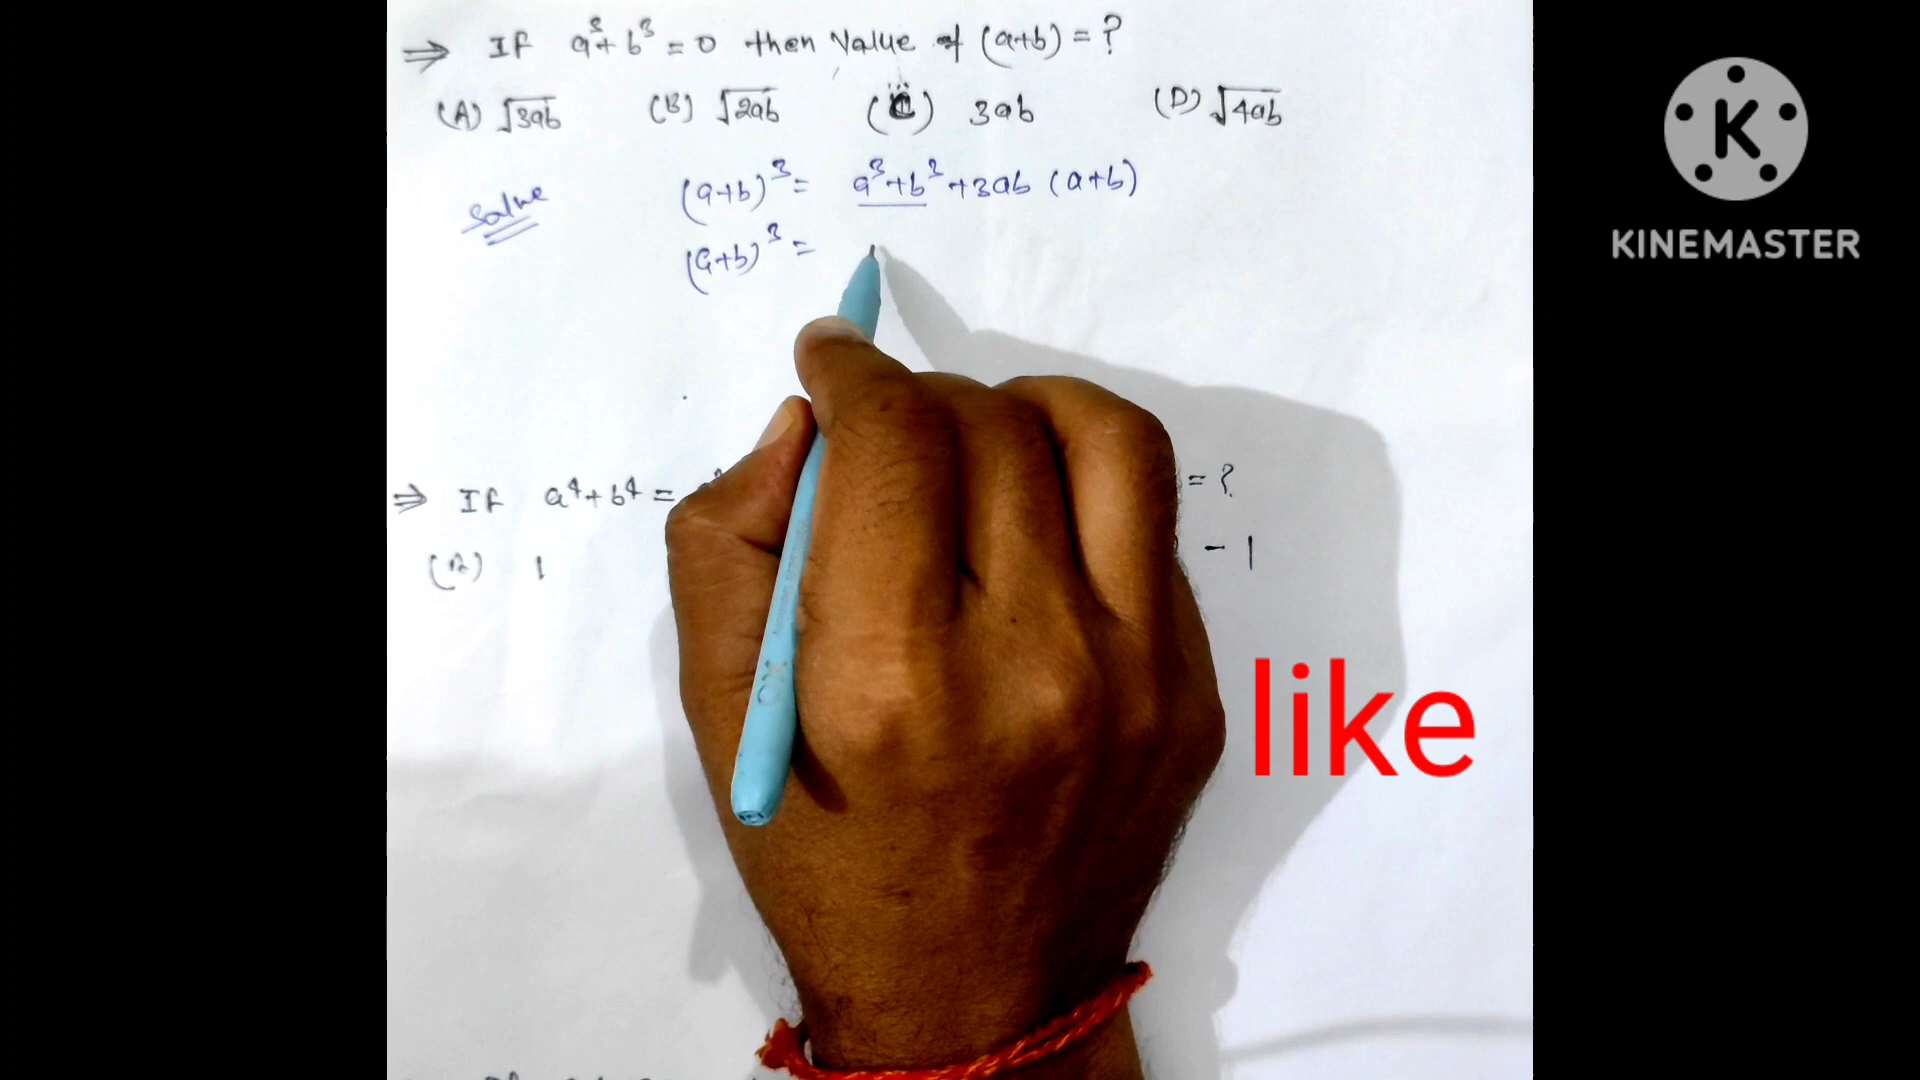 ⇒ If a³+b³ = 0 then Value of (a+b) = ?
(A) √3ab (B) √2ab (C) 3ab (D) √4ab
Solve (a+b)³ = a³+b³+3ab (a+b)
(a+b)³ =
⇒ If a⁴+b⁴ = = ?
(A) 1 - 1
like
K
KINEMASTER